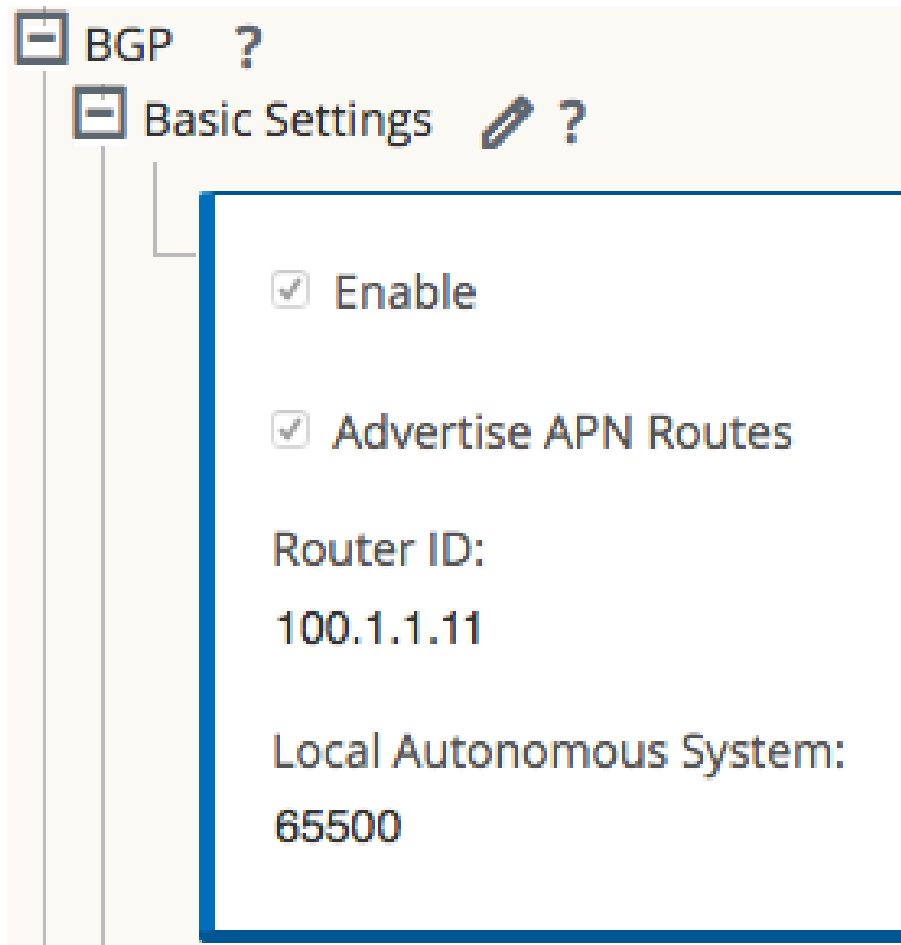 BGP ?
Basic Settings ?
Enable
Advertise APN Routes
Router ID:
100.1.1.11
Local Autonomous System:
65500